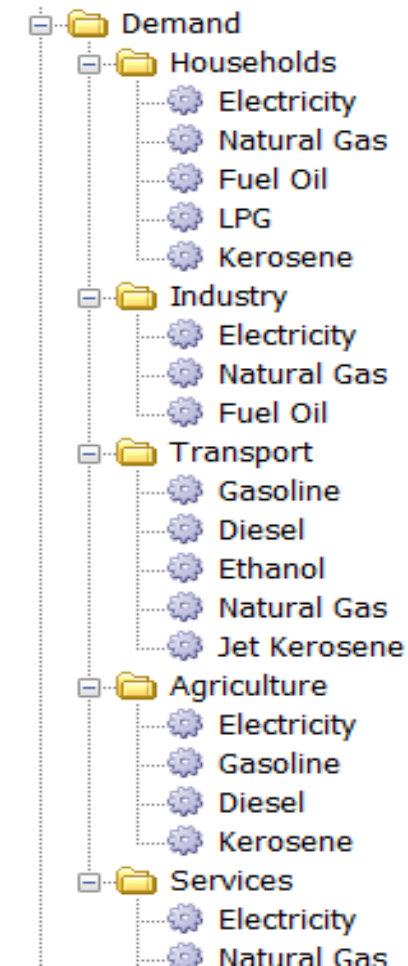 Demand
Households
Electricity
Natural Gas
Fuel Oil
LPG
Kerosene
Industry
Electricity
Natural Gas
Fuel Oil
Transport
Gasoline
Diesel
Ethanol
Natural Gas
Jet Kerosene
Agriculture
Electricity
Gasoline
Diesel
Kerosene
Services
Electricity
Natural Gas